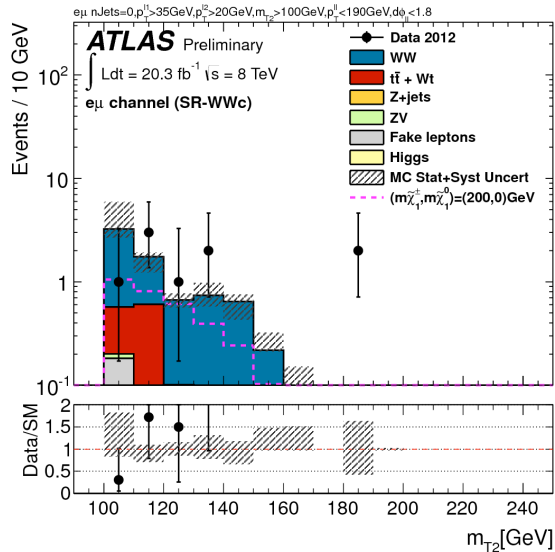 eμ nJets=0,p_T^l1>35GeV,p_T^l2>20GeV,m_T2>100GeV,p_T^ll<190GeV,dϕ_ll<1.8
ATLAS Preliminary
∫ Ldt = 20.3 fb⁻¹ √s = 8 TeV
eμ channel (SR-WWc)
Data 2012
WW
tt̄ + Wt
Z+jets
ZV
Fake leptons
Higgs
MC Stat+Syst Uncert
(mχ̃₁^±,mχ̃₁^0)=(200,0)GeV
Events / 10 GeV
10²
10
1
10⁻¹
Data/SM
2
1.5
1
0.5
0
100 120 140 160 180 200 220 240
m_T2[GeV]